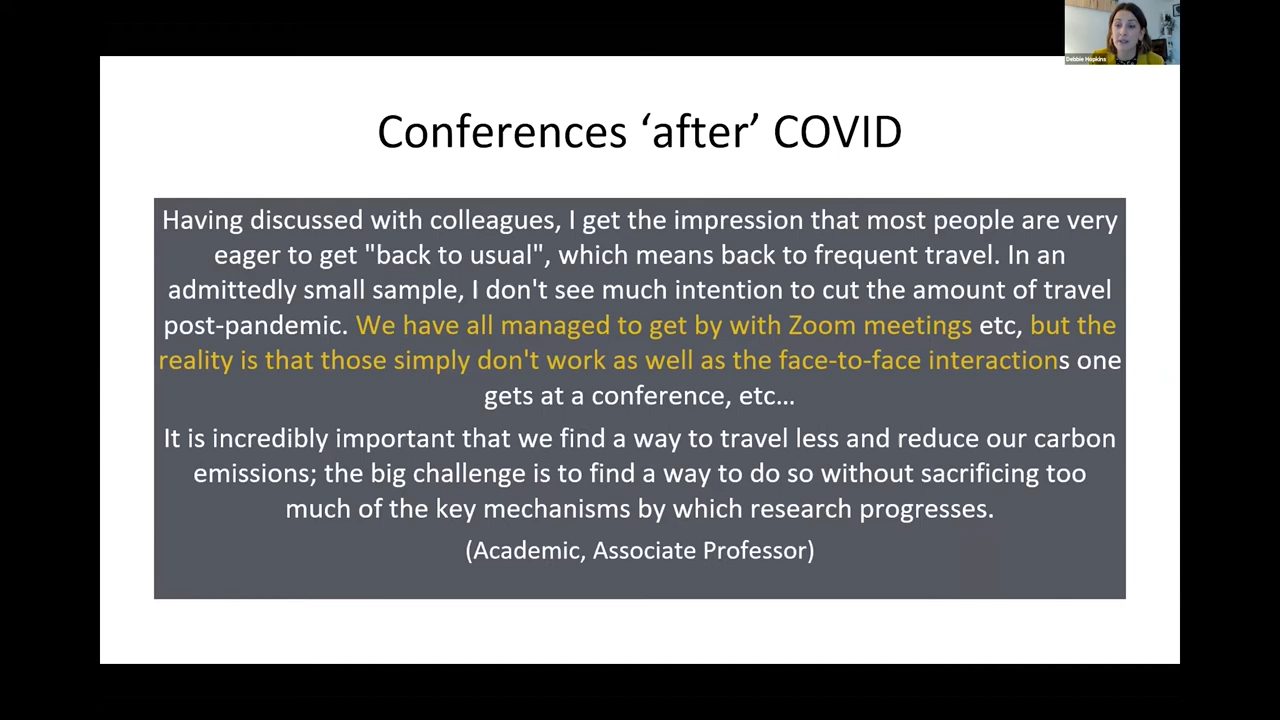 Debbie Hopkins
Conferences ‘after’ COVID
Having discussed with colleagues, I get the impression that most people are very
eager to get "back to usual", which means back to frequent travel. In an
admittedly small sample, I don't see much intention to cut the amount of travel
post-pandemic. We have all managed to get by with Zoom meetings etc, but the
reality is that those simply don't work as well as the face-to-face interactions one
gets at a conference, etc…
It is incredibly important that we find a way to travel less and reduce our carbon
emissions; the big challenge is to find a way to do so without sacrificing too
much of the key mechanisms by which research progresses.
(Academic, Associate Professor)